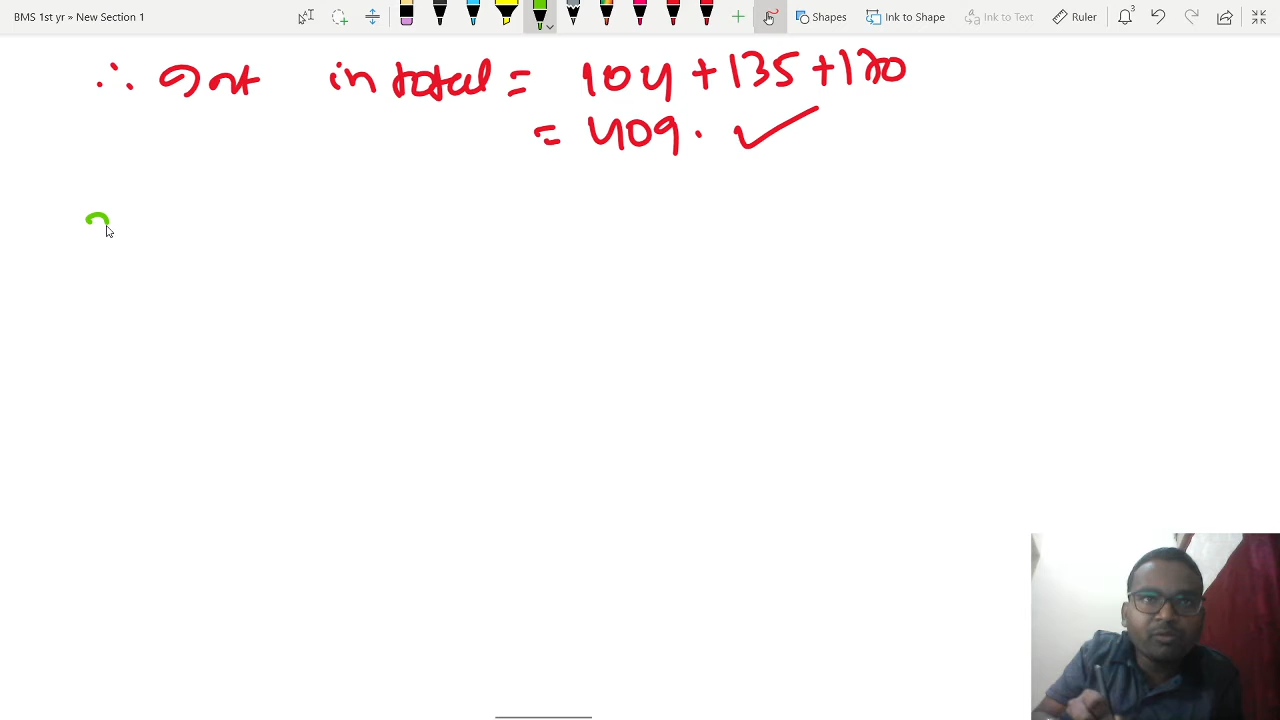 BMS 1st yr » New Section 1
Shapes Ink to Shape Ink to Text Ruler 3
∴ in total = 104 + 135 + 170
= 409.